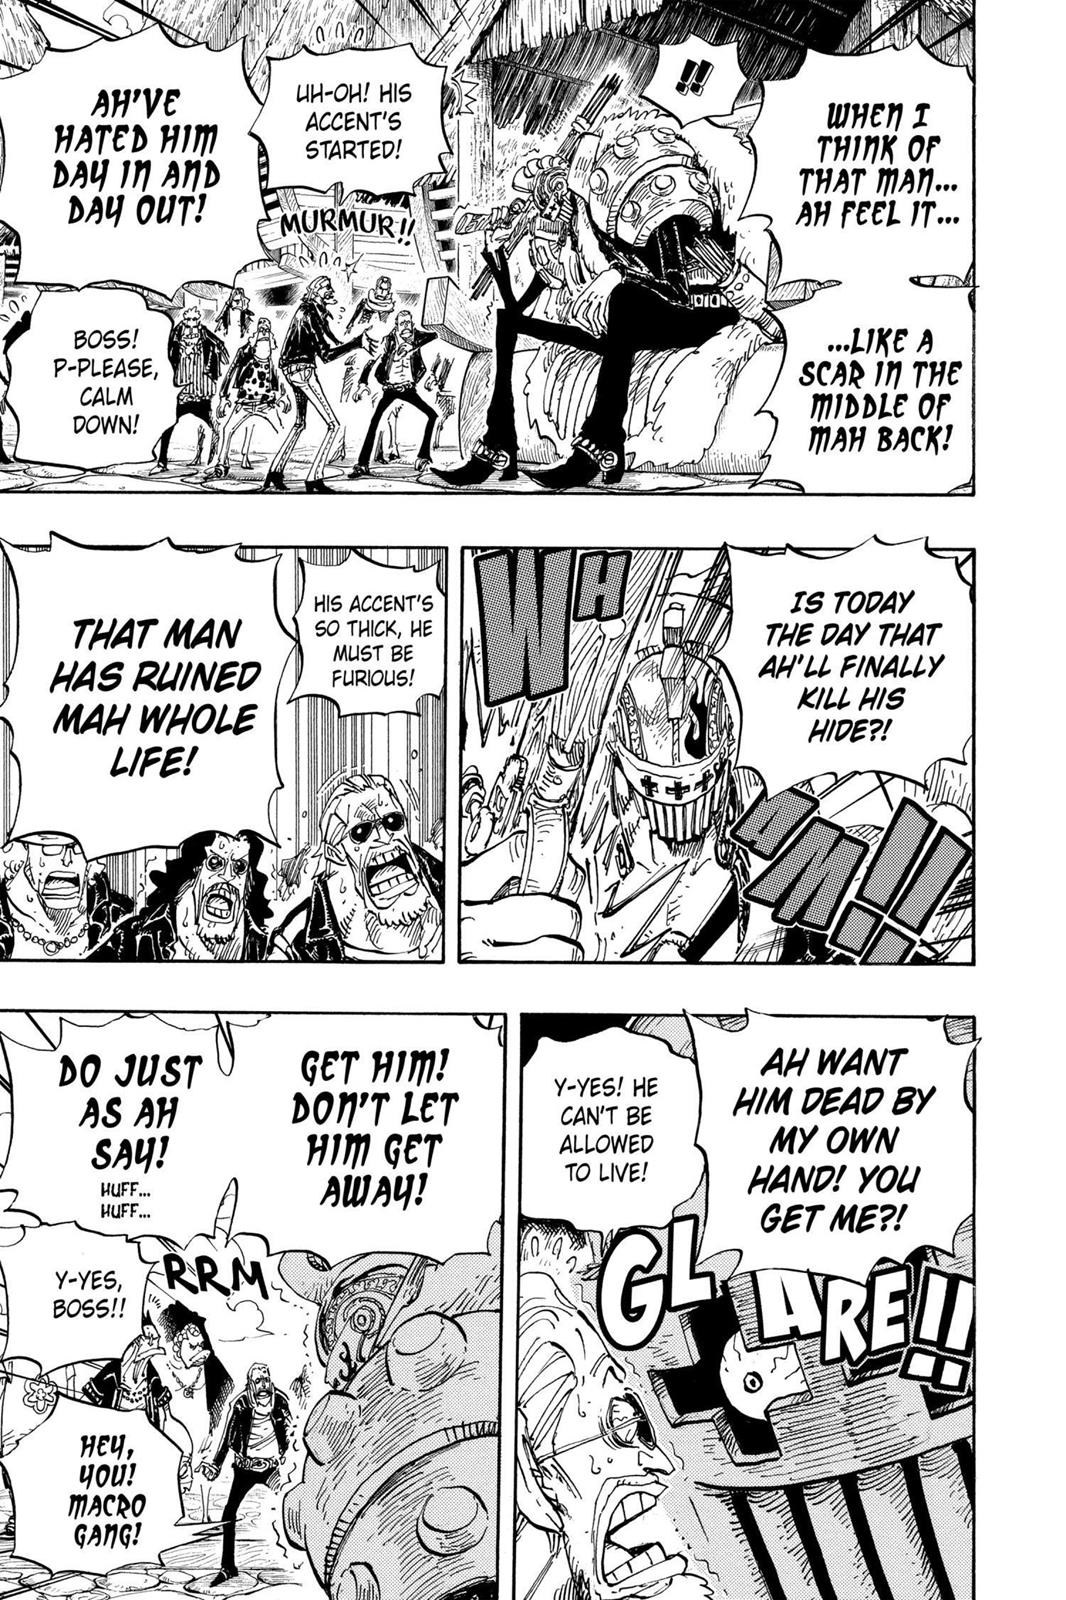 !!
WHEN I
THINK OF
THAT MAN...
AH FEEL IT...
...LIKE A
SCAR IN THE
MIDDLE OF
MAH BACK!
UH-OH! HIS
ACCENT'S
STARTED!
MURMUR!!
AH'VE
HATED HIM
DAY IN AND
DAY OUT!
BOSS!
P-PLEASE,
CALM
DOWN!
IS TODAY
THE DAY THAT
AH'LL FINALLY
KILL HIS
HIDE?!
WH
AM!!
HIS ACCENT'S
SO THICK, HE
MUST BE
FURIOUS!
THAT MAN
HAS RUINED
MAH WHOLE
LIFE!
AH WANT
HIM DEAD BY
MY OWN
HAND! YOU
GET ME?!
Y-YES! HE
CAN'T BE
ALLOWED
TO LIVE!
GLARE!!
GET HIM!
DON'T LET
HIM GET
AWAY!
DO JUST
AS AH
SAY!
HUFF...
HUFF...
RRM
Y-YES,
BOSS!!
HEY,
YOU!
MACRO
GANG!